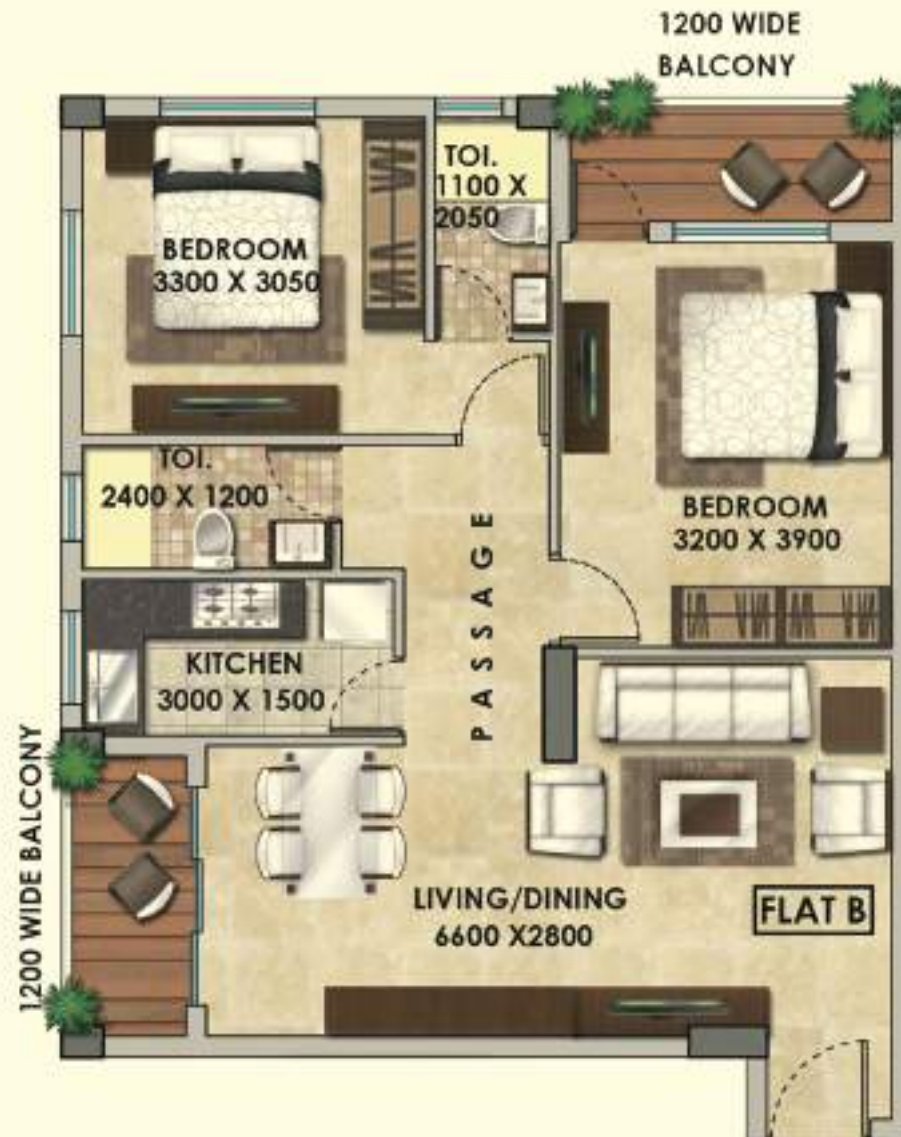 1200 WIDE
BALCONY
TOI.
1100 X
2050
BEDROOM
3300 X 3050
TOI.
2400 X 1200
BEDROOM
3200 X 3900
PASSAGE
KITCHEN
3000 X 1500
1200 WIDE BALCONY
LIVING/DINING
6600 X2800
FLAT B